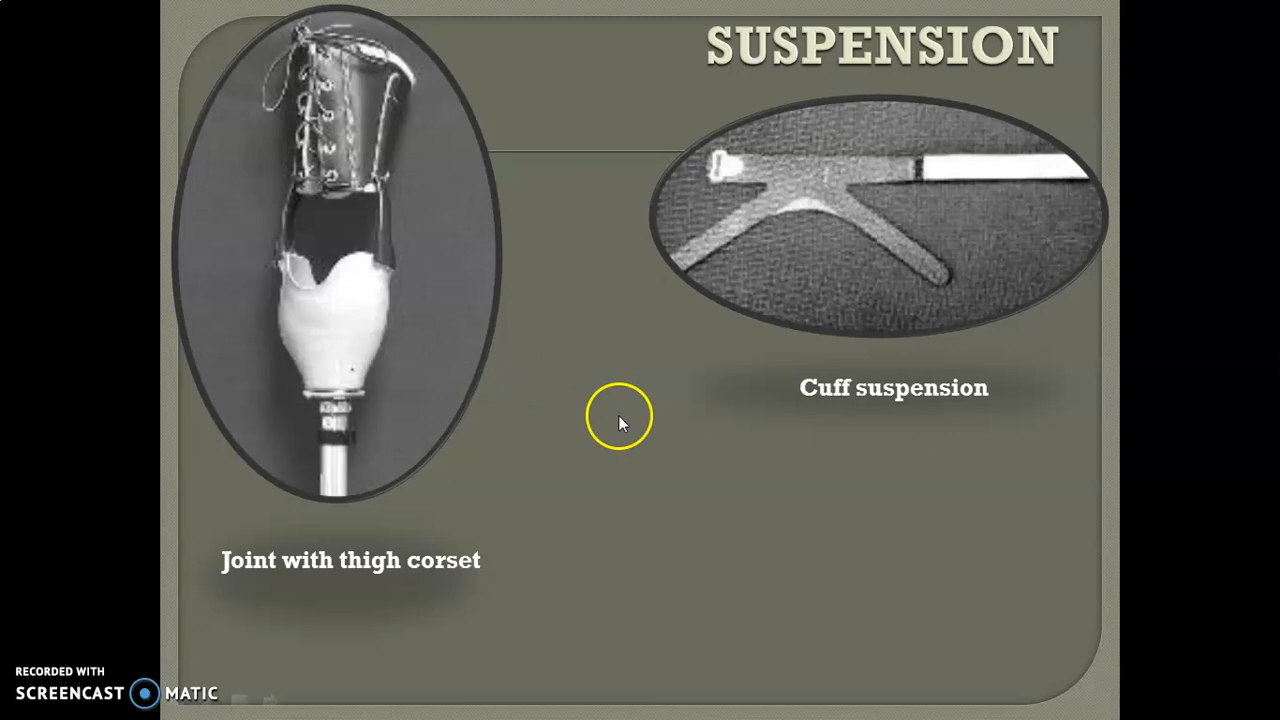 SUSPENSION
Cuff suspension
Joint with thigh corset
RECORDED WITH
SCREENCAST MATIC